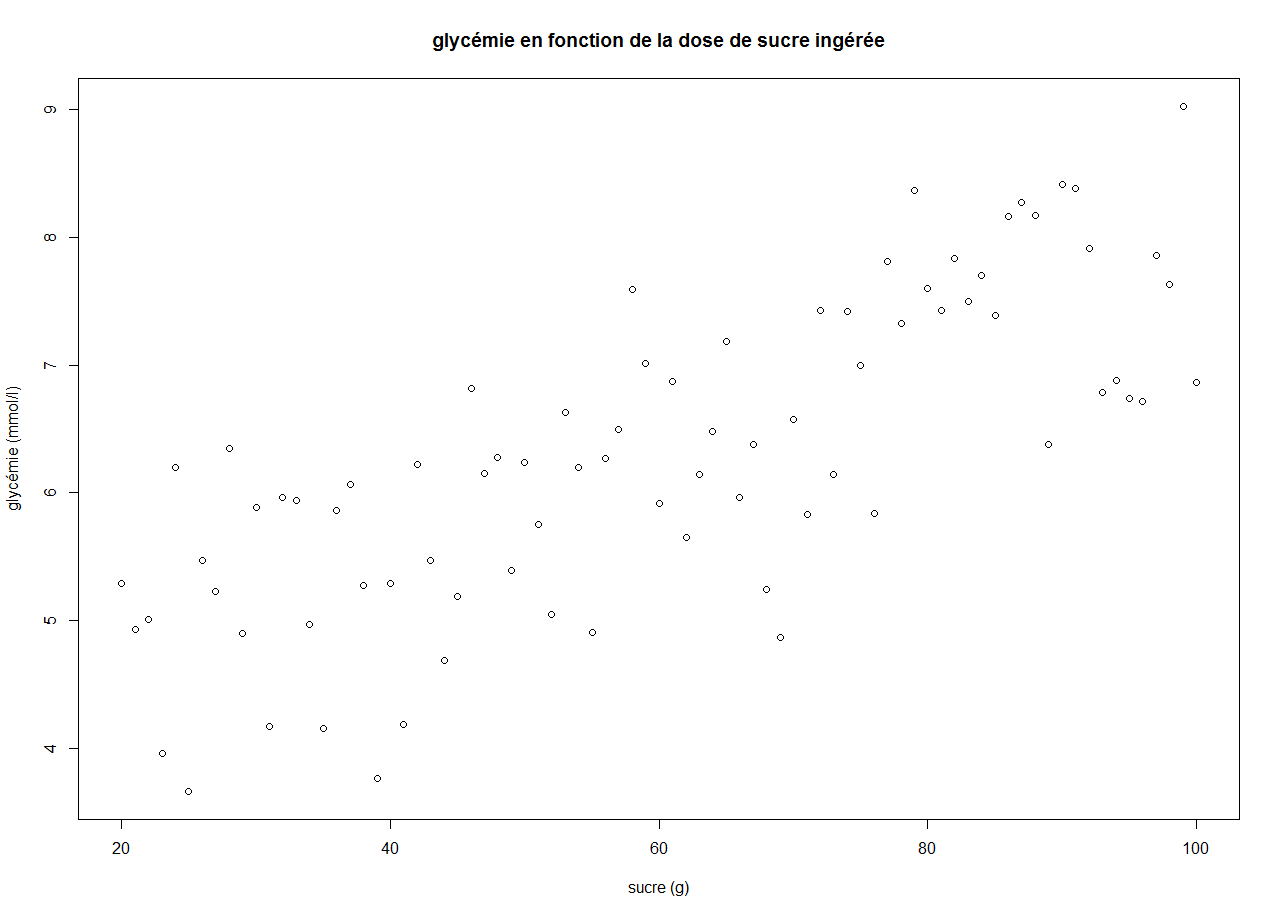 glycémie en fonction de la dose de sucre ingérée
9
8
7
6
5
4
glycémie (mmol/l)
20 40 60 80 100
sucre (g)